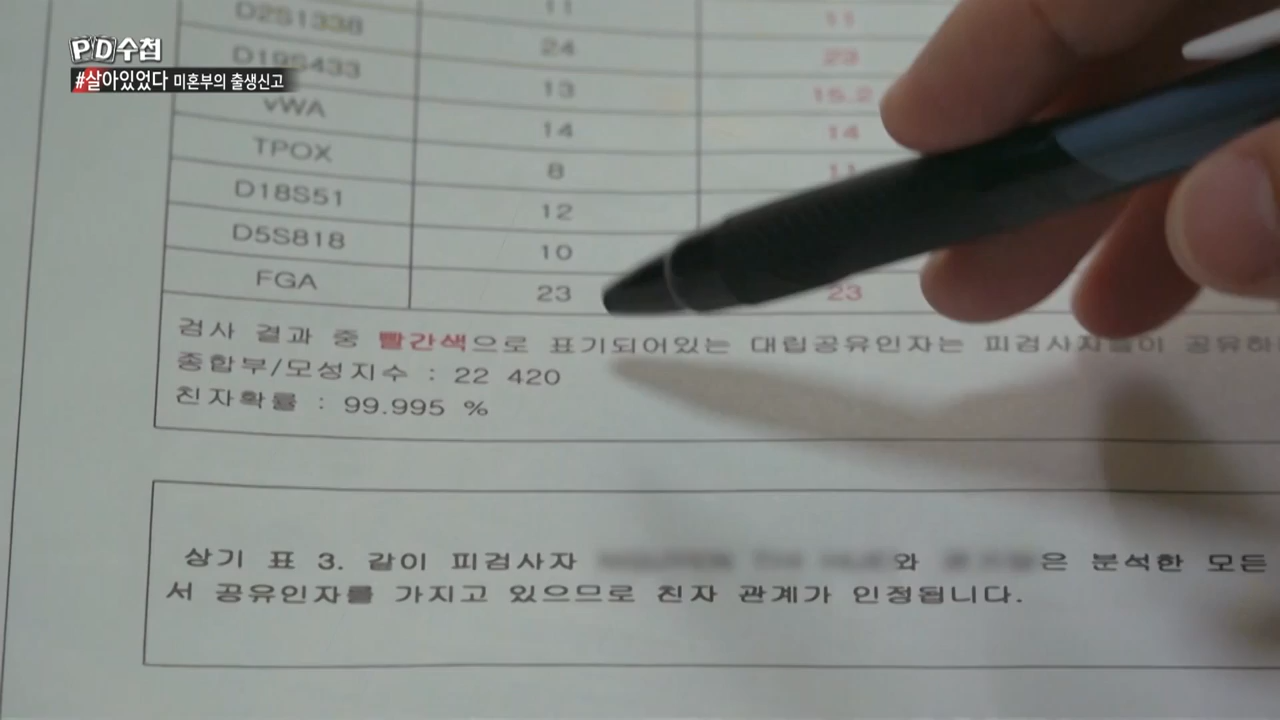 PD수첩
#살아있었다 미혼부의 출생신고
D2S1338 11 11
D19S433 24 23
vWA 13 15.2
TPOX 14 14
D18S51 8 11
D5S818 12
FGA 10
23 23
검사 결과 중 빨간색으로 표기되어있는 대립공유인자는 피검사자들이 공유하
종합부/모성지수 : 22 420
친자확률 : 99.995 %
상기 표 3. 같이 피검사자 와 은 분석한 모든
서 공유인자를 가지고 있으므로 친자 관계가 인정됩니다.